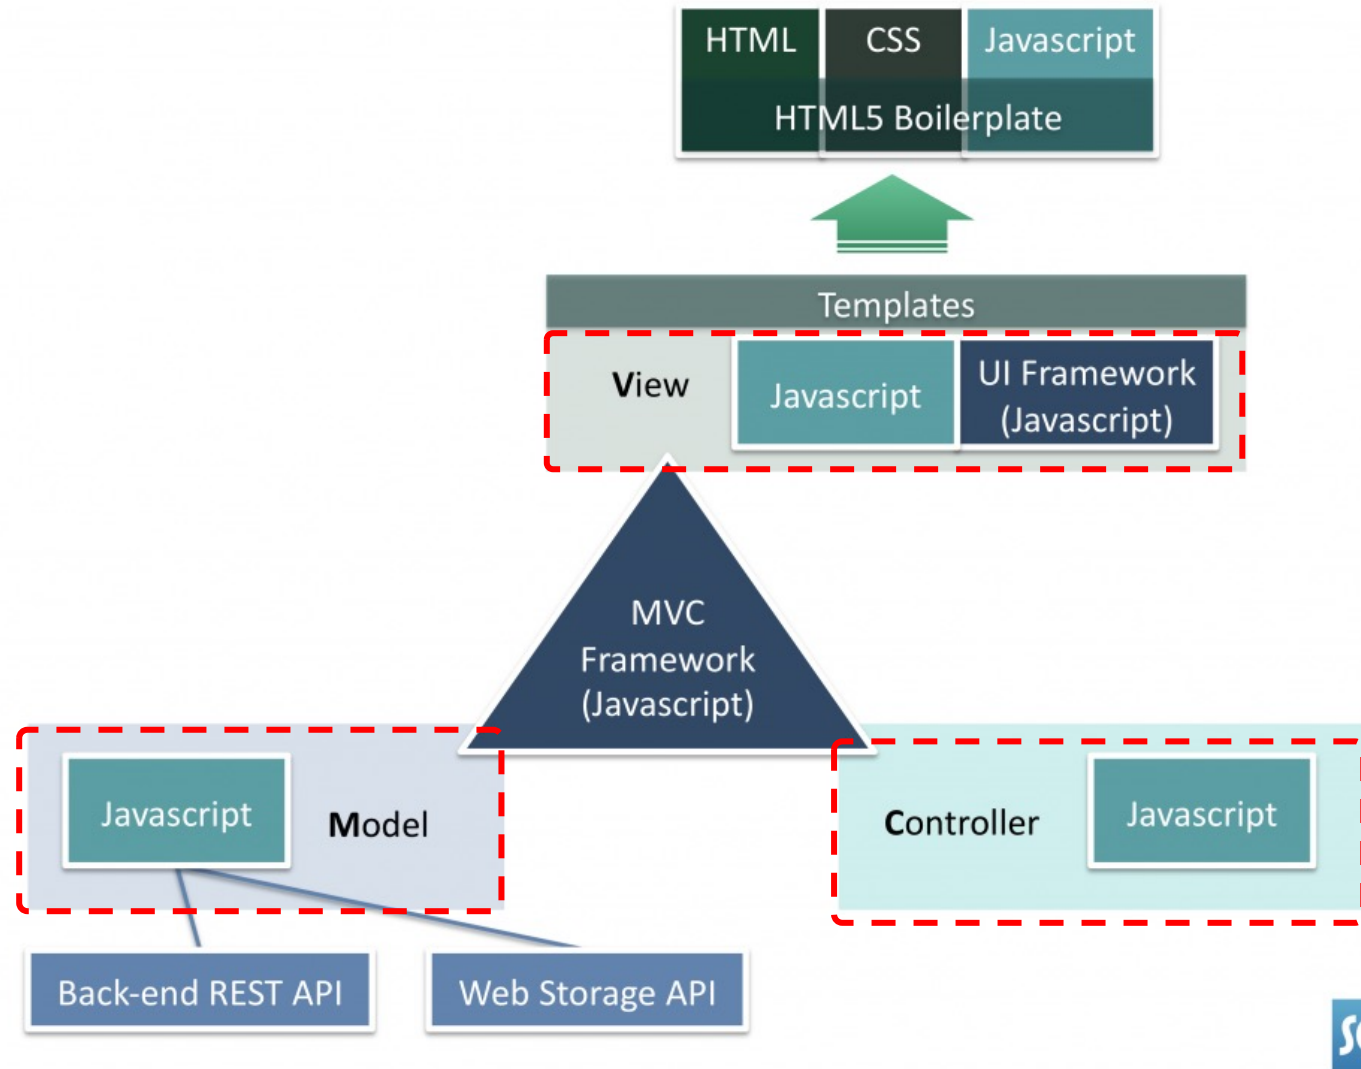 HTML
CSS
Javascript
HTML5 Boilerplate
Templates
View
Javascript
UI Framework
(Javascript)
MVC
Framework
(Javascript)
Javascript
Model
Controller
Javascript
Back-end REST API
Web Storage API